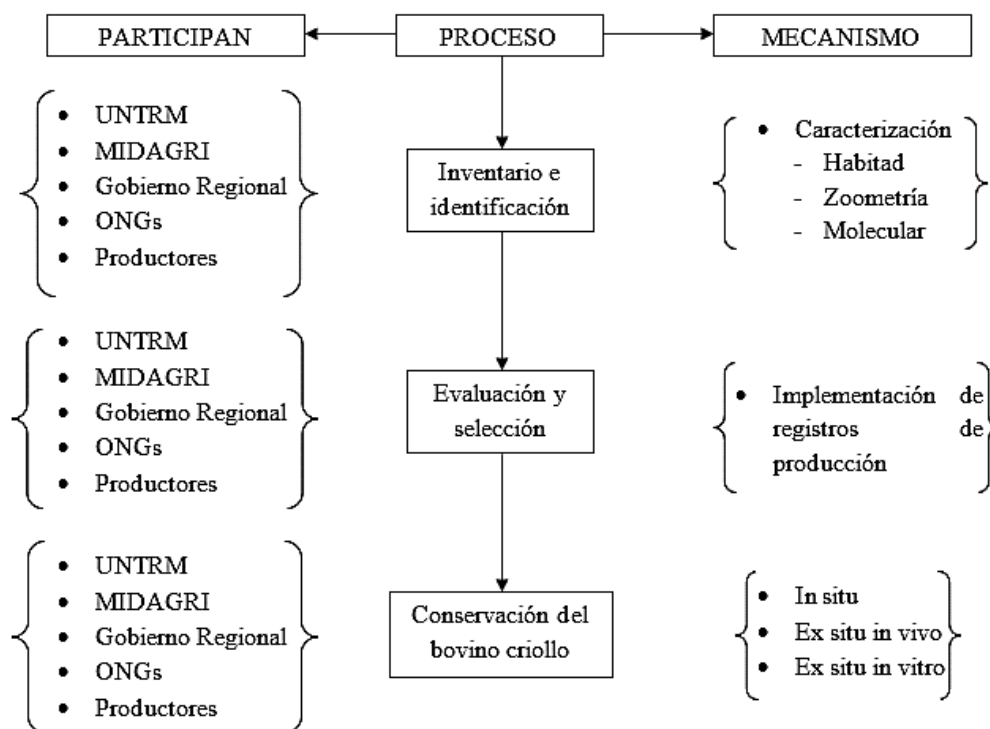 PARTICIPAN
PROCESO
MECANISMO
• UNTRM
• MIDAGRI
• Gobierno Regional
• ONGs
• Productores
Inventario e
identificación
• Caracterización
- Habitad
- Zoometría
- Molecular
• UNTRM
• MIDAGRI
• Gobierno Regional
• ONGs
• Productores
Evaluación y
selección
• Implementación de
registros de
producción
• UNTRM
• MIDAGRI
• Gobierno Regional
• ONGs
• Productores
Conservación del
bovino criollo
• In situ
• Ex situ in vivo
• Ex situ in vitro